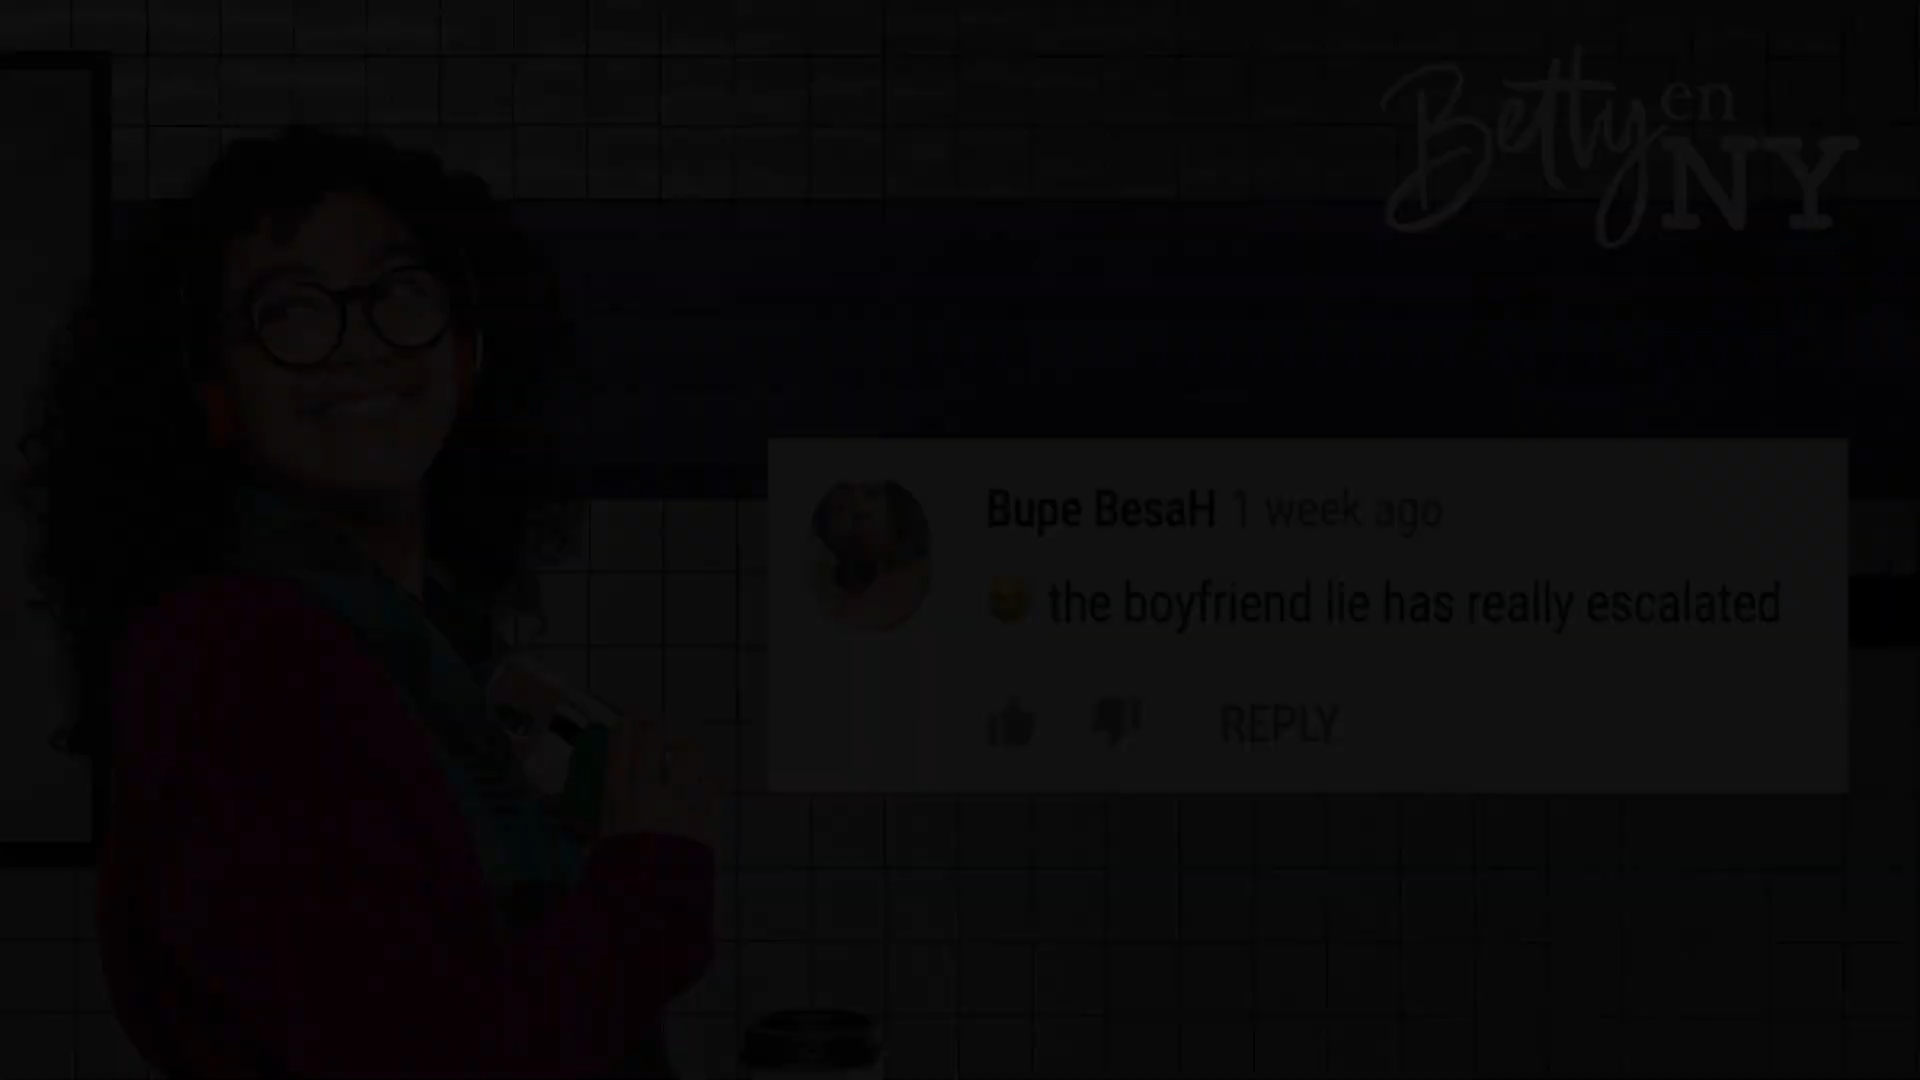 Betty en
NY
Bupe BesaH 1 week ago
😅 the boyfriend lie has really escalated
REPLY